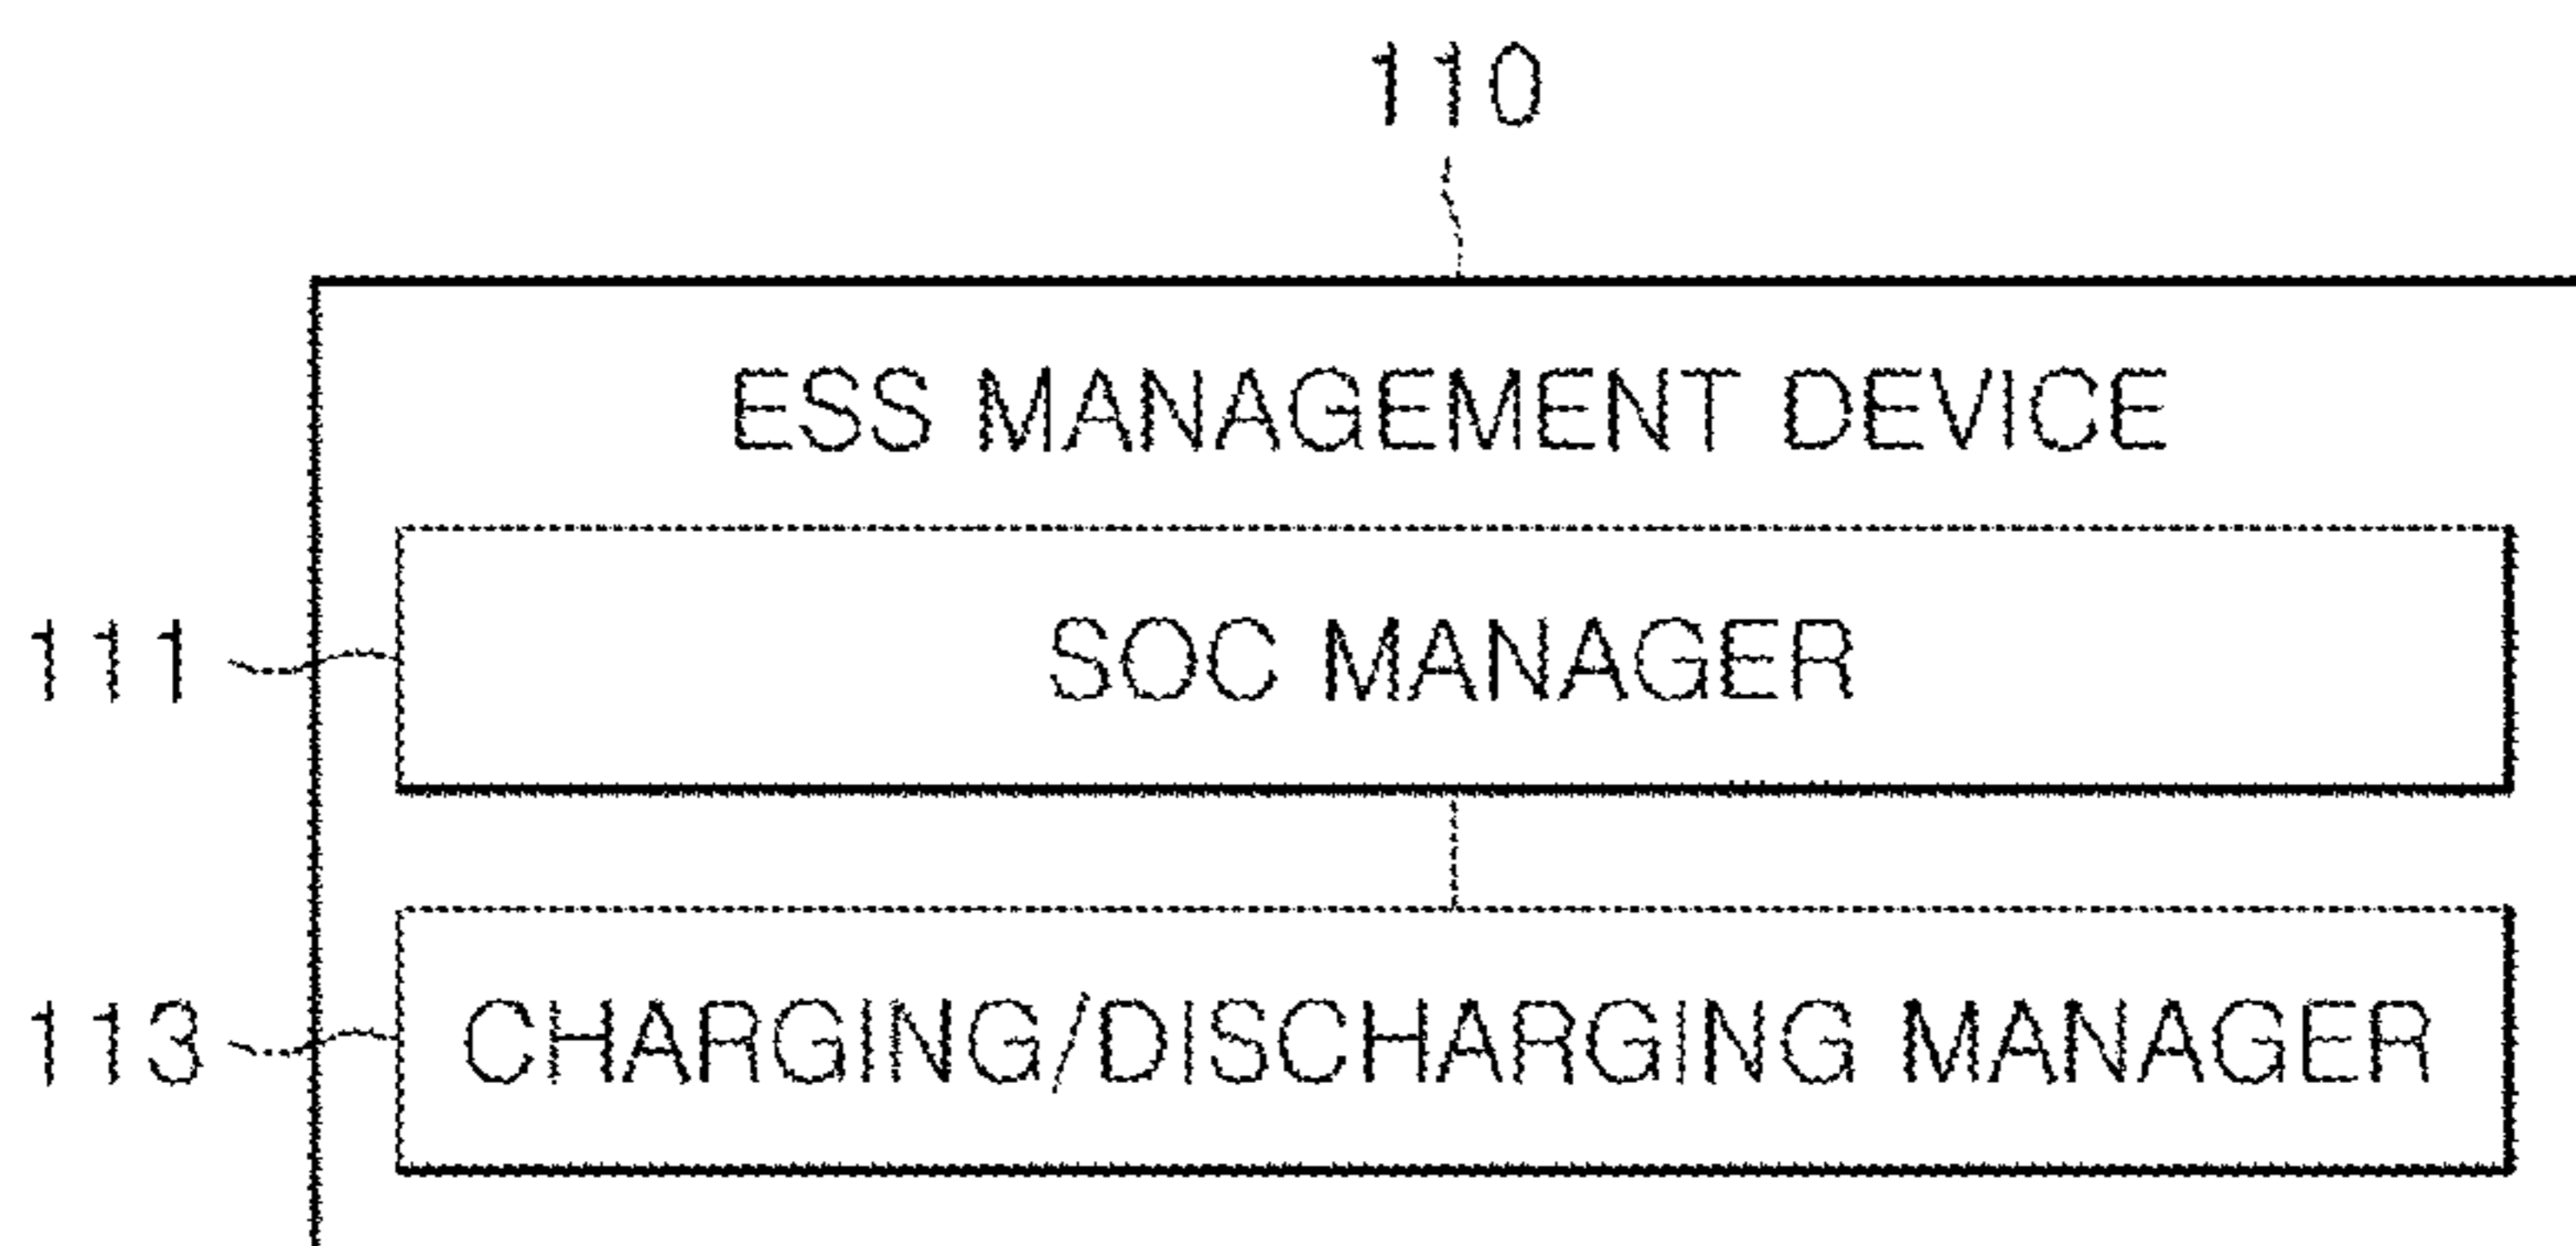 110
ESS MANAGEMENT DEVICE
111
SOC MANAGER
113
CHARGING/DISCHARGING MANAGER